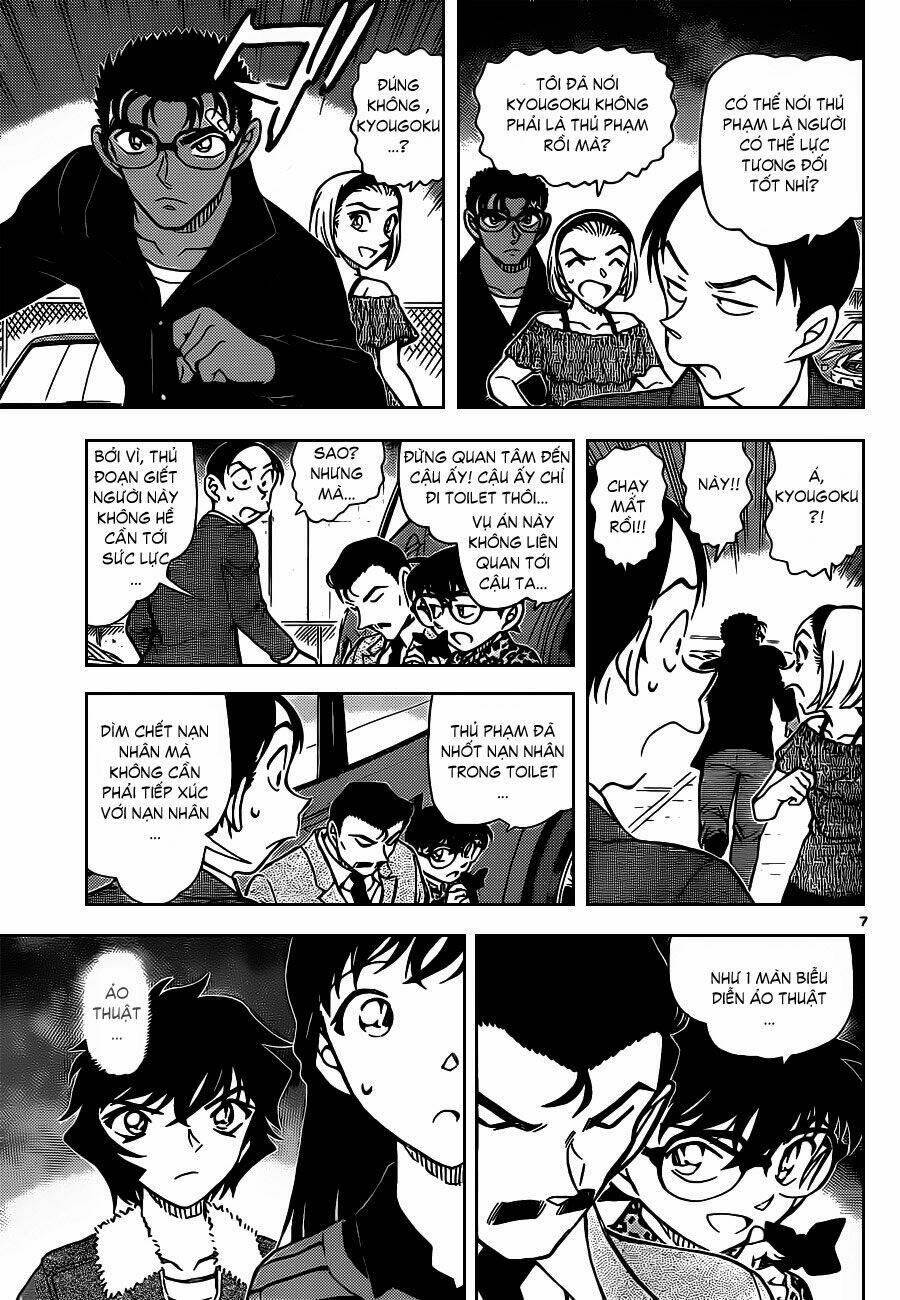 CÓ THỂ NÓI THỦ
PHẠM LÀ NGƯỜI
CÓ THỂ LỰC
TƯƠNG ĐỐI
TỐT NHỈ?
TÔI ĐÃ NÓI
KYOUGOKU KHÔNG
PHẢI LÀ THỦ PHẠM
RỒI MÀ?
ĐÚNG
KHÔNG ,
KYOUGOKU
...?
Á,
KYOUGOKU
?!
NÀY!!
CHẠY
MẤT
RỒI!!
ĐỪNG QUAN TÂM ĐẾN
CẬU ẤY! CẬU ẤY CHỈ
ĐI TOILET THÔI...
VỤ ÁN NÀY
KHÔNG LIÊN
QUAN TỚI
CẬU TA...
SAO?
NHƯNG
MÀ...
BỞI VÌ, THỦ
ĐOẠN GIẾT
NGƯỜI NÀY
KHÔNG HỀ
CẦN TỚI
SỨC LỰC
...
THỦ PHẠM ĐÃ
NHỐT NẠN NHÂN
TRONG TOILET
...
DÌM CHẾT NẠN
NHÂN MÀ
KHÔNG CẦN
PHẢI TIẾP XÚC
VỚI NẠN NHÂN
...
7
NHƯ 1 MÀN BIỂU
DIỄN ẢO THUẬT
...
ẢO
THUẬT
...